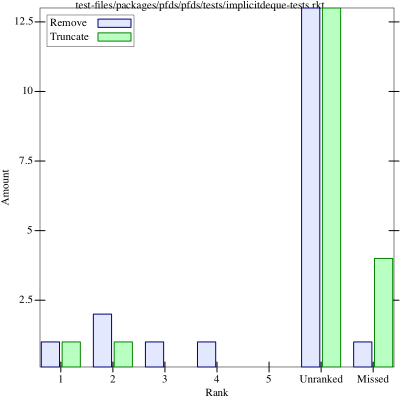 test-files/packages/pfds/pfds/tests/implicitdeque-tests.rkt
Remove
Truncate
12.5
10
7.5
5
2.5
Amount
1 2 3 4 5 Unranked Missed
Rank